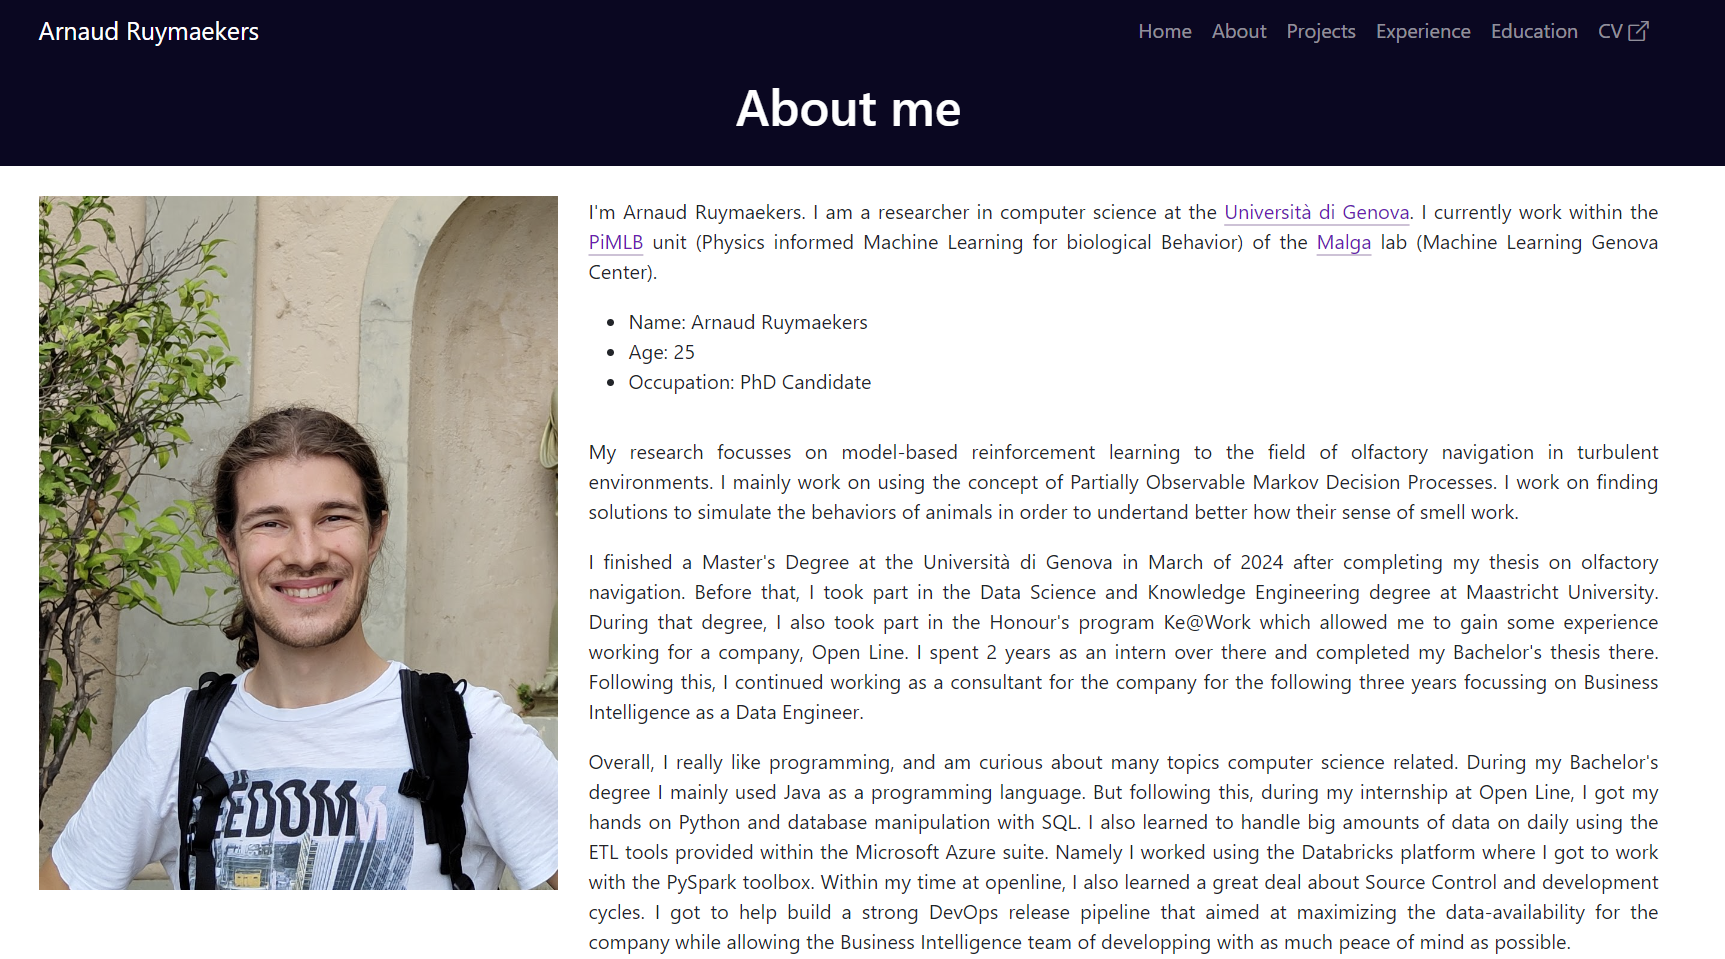 Arnaud Ruymaekers
Home About Projects Experience Education CV
About me
I'm Arnaud Ruymaekers. I am a researcher in computer science at the Università di Genova. I currently work within the
PiMLB unit (Physics informed Machine Learning for biological Behavior) of the Malga lab (Machine Learning Genova
Center).
• Name: Arnaud Ruymaekers
• Age: 25
• Occupation: PhD Candidate
My research focusses on model-based reinforcement learning to the field of olfactory navigation in turbulent
environments. I mainly work on using the concept of Partially Observable Markov Decision Processes. I work on finding
solutions to simulate the behaviors of animals in order to undertand better how their sense of smell work.
I finished a Master's Degree at the Università di Genova in March of 2024 after completing my thesis on olfactory
navigation. Before that, I took part in the Data Science and Knowledge Engineering degree at Maastricht University.
During that degree, I also took part in the Honour's program Ke@Work which allowed me to gain some experience
working for a company, Open Line. I spent 2 years as an intern over there and completed my Bachelor's thesis there.
Following this, I continued working as a consultant for the company for the following three years focussing on Business
Intelligence as a Data Engineer.
Overall, I really like programming, and am curious about many topics computer science related. During my Bachelor's
degree I mainly used Java as a programming language. But following this, during my internship at Open Line, I got my
hands on Python and database manipulation with SQL. I also learned to handle big amounts of data on daily using the
ETL tools provided within the Microsoft Azure suite. Namely I worked using the Databricks platform where I got to work
with the PySpark toolbox. Within my time at openline, I also learned a great deal about Source Control and development
cycles. I got to help build a strong DevOps release pipeline that aimed at maximizing the data-availability for the
company while allowing the Business Intelligence team of developping with as much peace of mind as possible.
EEDOM